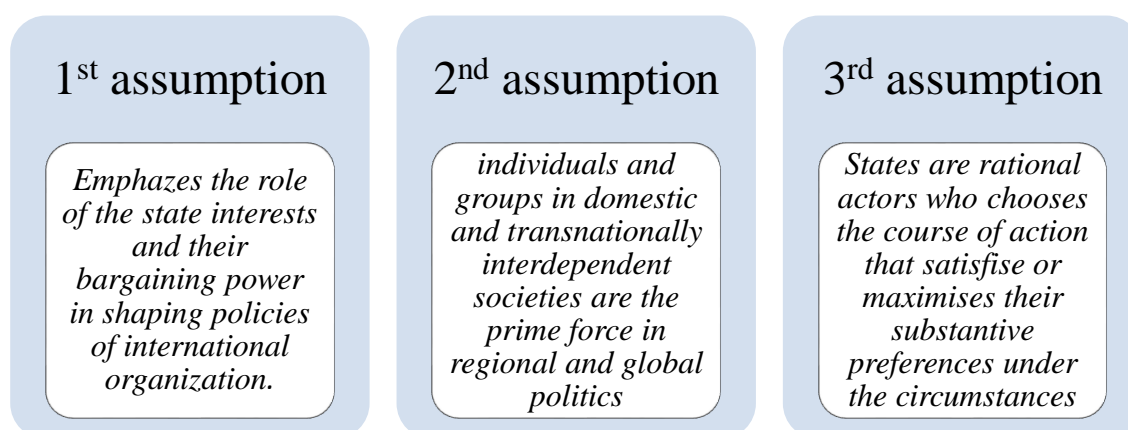 1st assumption
Emphazes the role
of the state interests
and their
bargaining power
in shaping policies
of international
organization.
2nd assumption
individuals and
groups in domestic
and transnationally
interdependent
societies are the
prime force in
regional and global
politics
3rd assumption
States are rational
actors who chooses
the course of action
that satisfise or
maximises their
substantive
preferences under
the circumstances